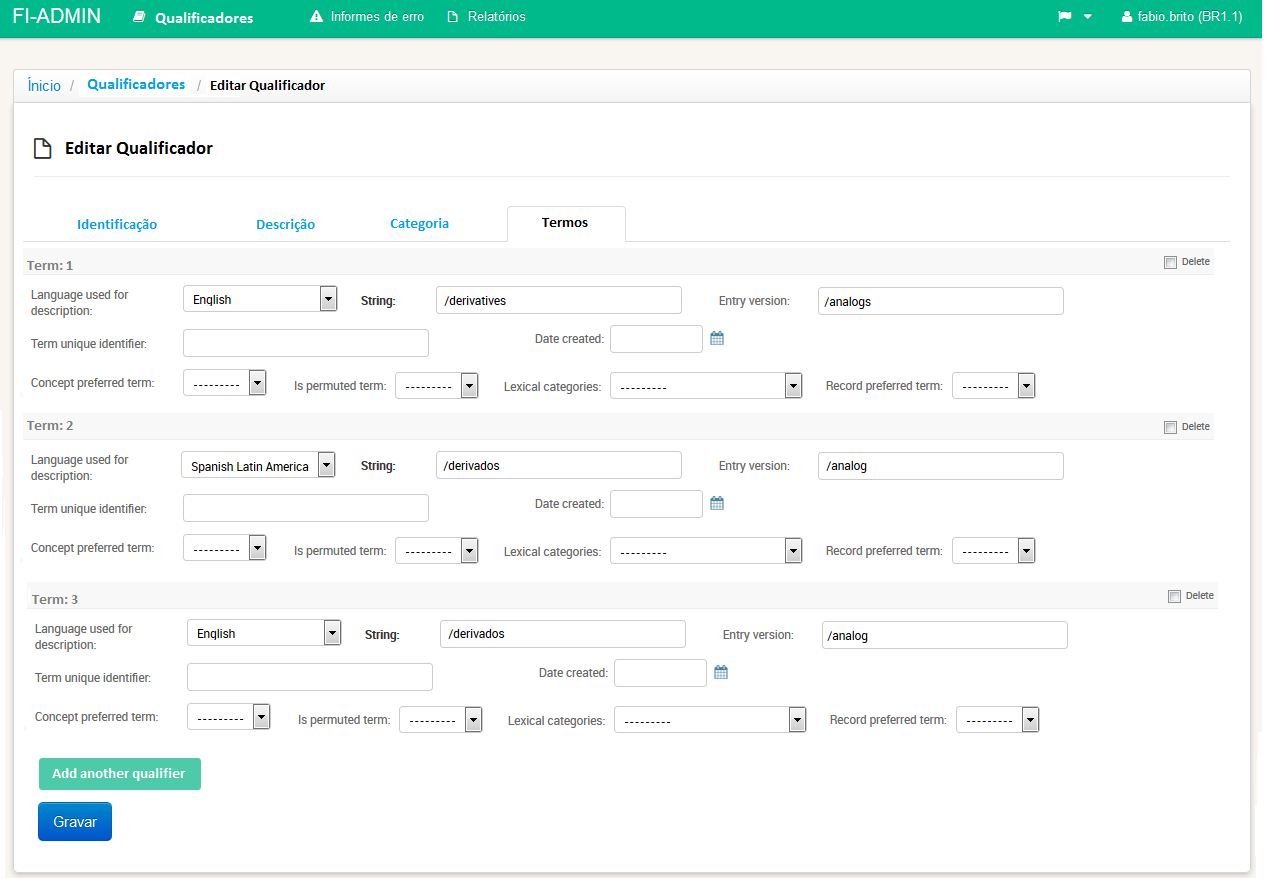 FI-ADMIN Qualificadores Informes de erro Relatórios fabio.brito (BR1.1)
Ínicio / Qualificadores / Editar Qualificador
Editar Qualificador
Identificação Descrição Categoria Termos
Term: 1 Delete
Language used for description: English String: /derivatives Entry version: /analogs
Term unique identifier: Date created:
Concept preferred term: --------- Is permuted term: --------- Lexical categories: --------- Record preferred term: ---------
Term: 2 Delete
Language used for description: Spanish Latin America String: /derivados Entry version: /analog
Term unique identifier: Date created:
Concept preferred term: --------- Is permuted term: --------- Lexical categories: --------- Record preferred term: ---------
Term: 3 Delete
Language used for description: English String: /derivados Entry version: /analog
Term unique identifier: Date created:
Concept preferred term: --------- Is permuted term: --------- Lexical categories: --------- Record preferred term: ---------
Add another qualifier
Gravar